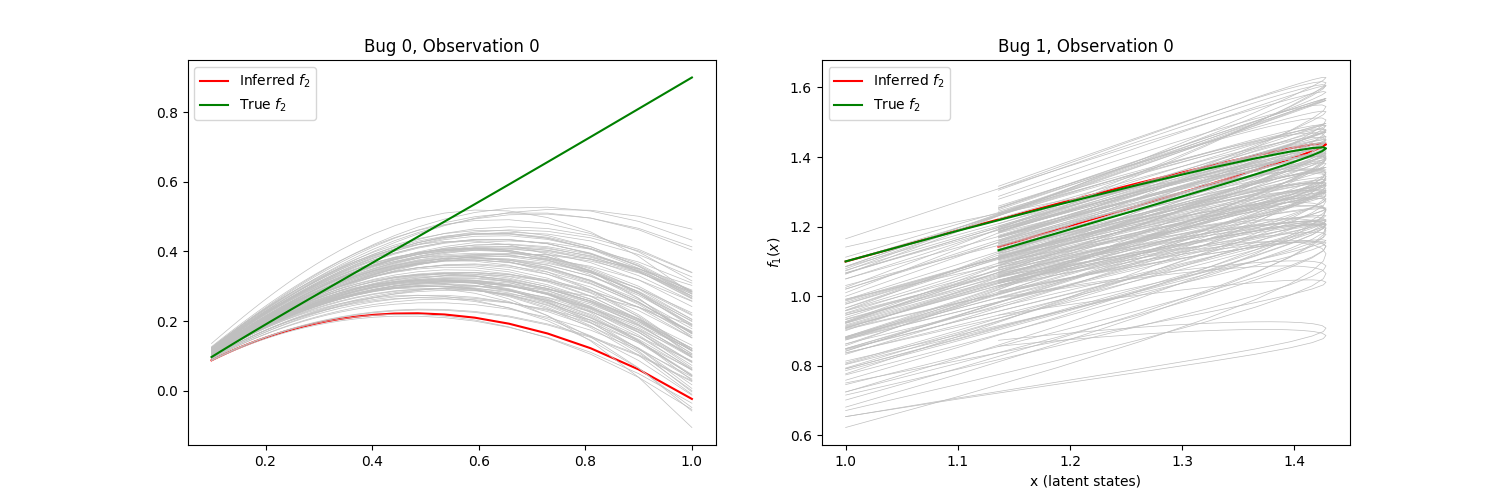 Bug 0, Observation 0
Inferred f₂
True f₂
0.8
0.6
0.4
0.2
0.0
0.2 0.4 0.6 0.8 1.0
Bug 1, Observation 0
Inferred f₂
True f₂
f₁(x)
1.6
1.4
1.2
1.0
0.8
0.6
1.0 1.1 1.2 1.3 1.4
x (latent states)